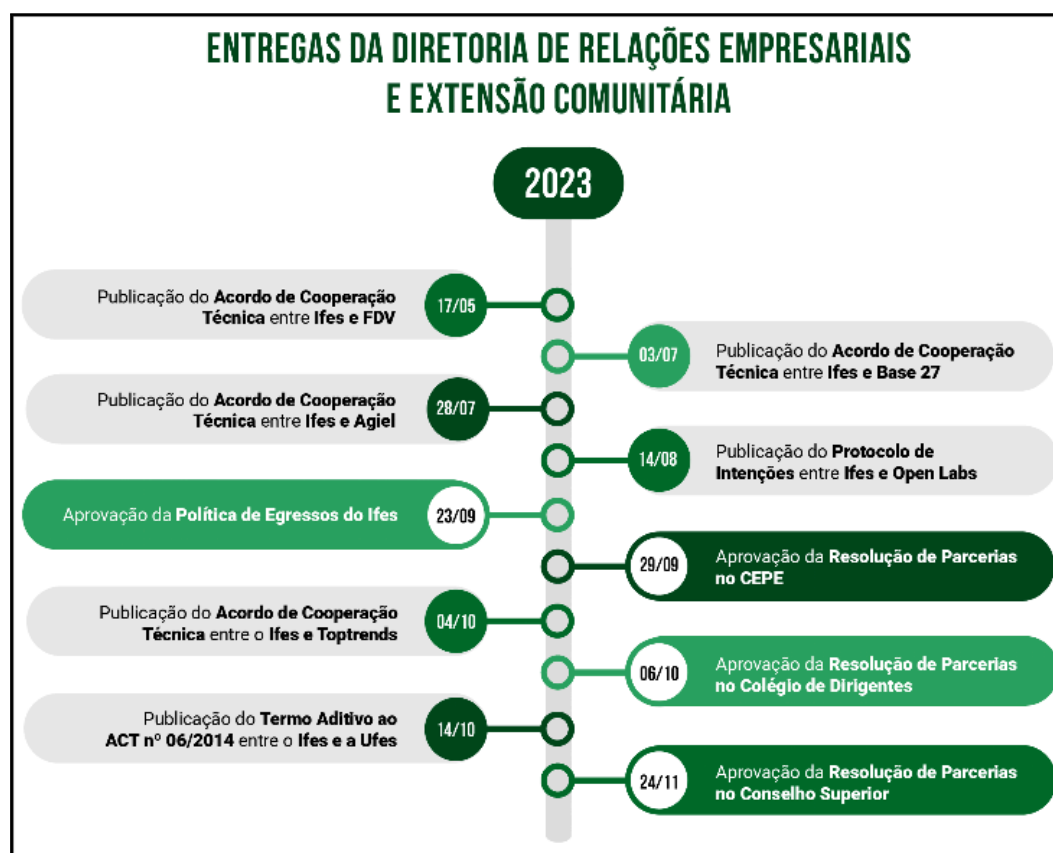 ENTREGAS DA DIRETORIA DE RELAÇÕES EMPRESARIAIS
E EXTENSÃO COMUNITÁRIA
2023
Publicação do Acordo de Cooperação
Técnica entre Ifes e FDV
17/05
03/07
Publicação do Acordo de Cooperação
Técnica entre Ifes e Base 27
Publicação do Acordo de Cooperação
Técnica entre Ifes e Agiel
28/07
14/08
Publicação do Protocolo de
Intenções entre Ifes e Open Labs
Aprovação da Política de Egressos do Ifes
23/09
29/09
Aprovação da Resolução de Parcerias
no CEPE
Publicação do Acordo de Cooperação
Técnica entre o Ifes e Toptrends
04/10
06/10
Aprovação da Resolução de Parcerias
no Colégio de Dirigentes
Publicação do Termo Aditivo ao
ACT nº 06/2014 entre o Ifes e a Ufes
14/10
24/11
Aprovação da Resolução de Parcerias
no Conselho Superior